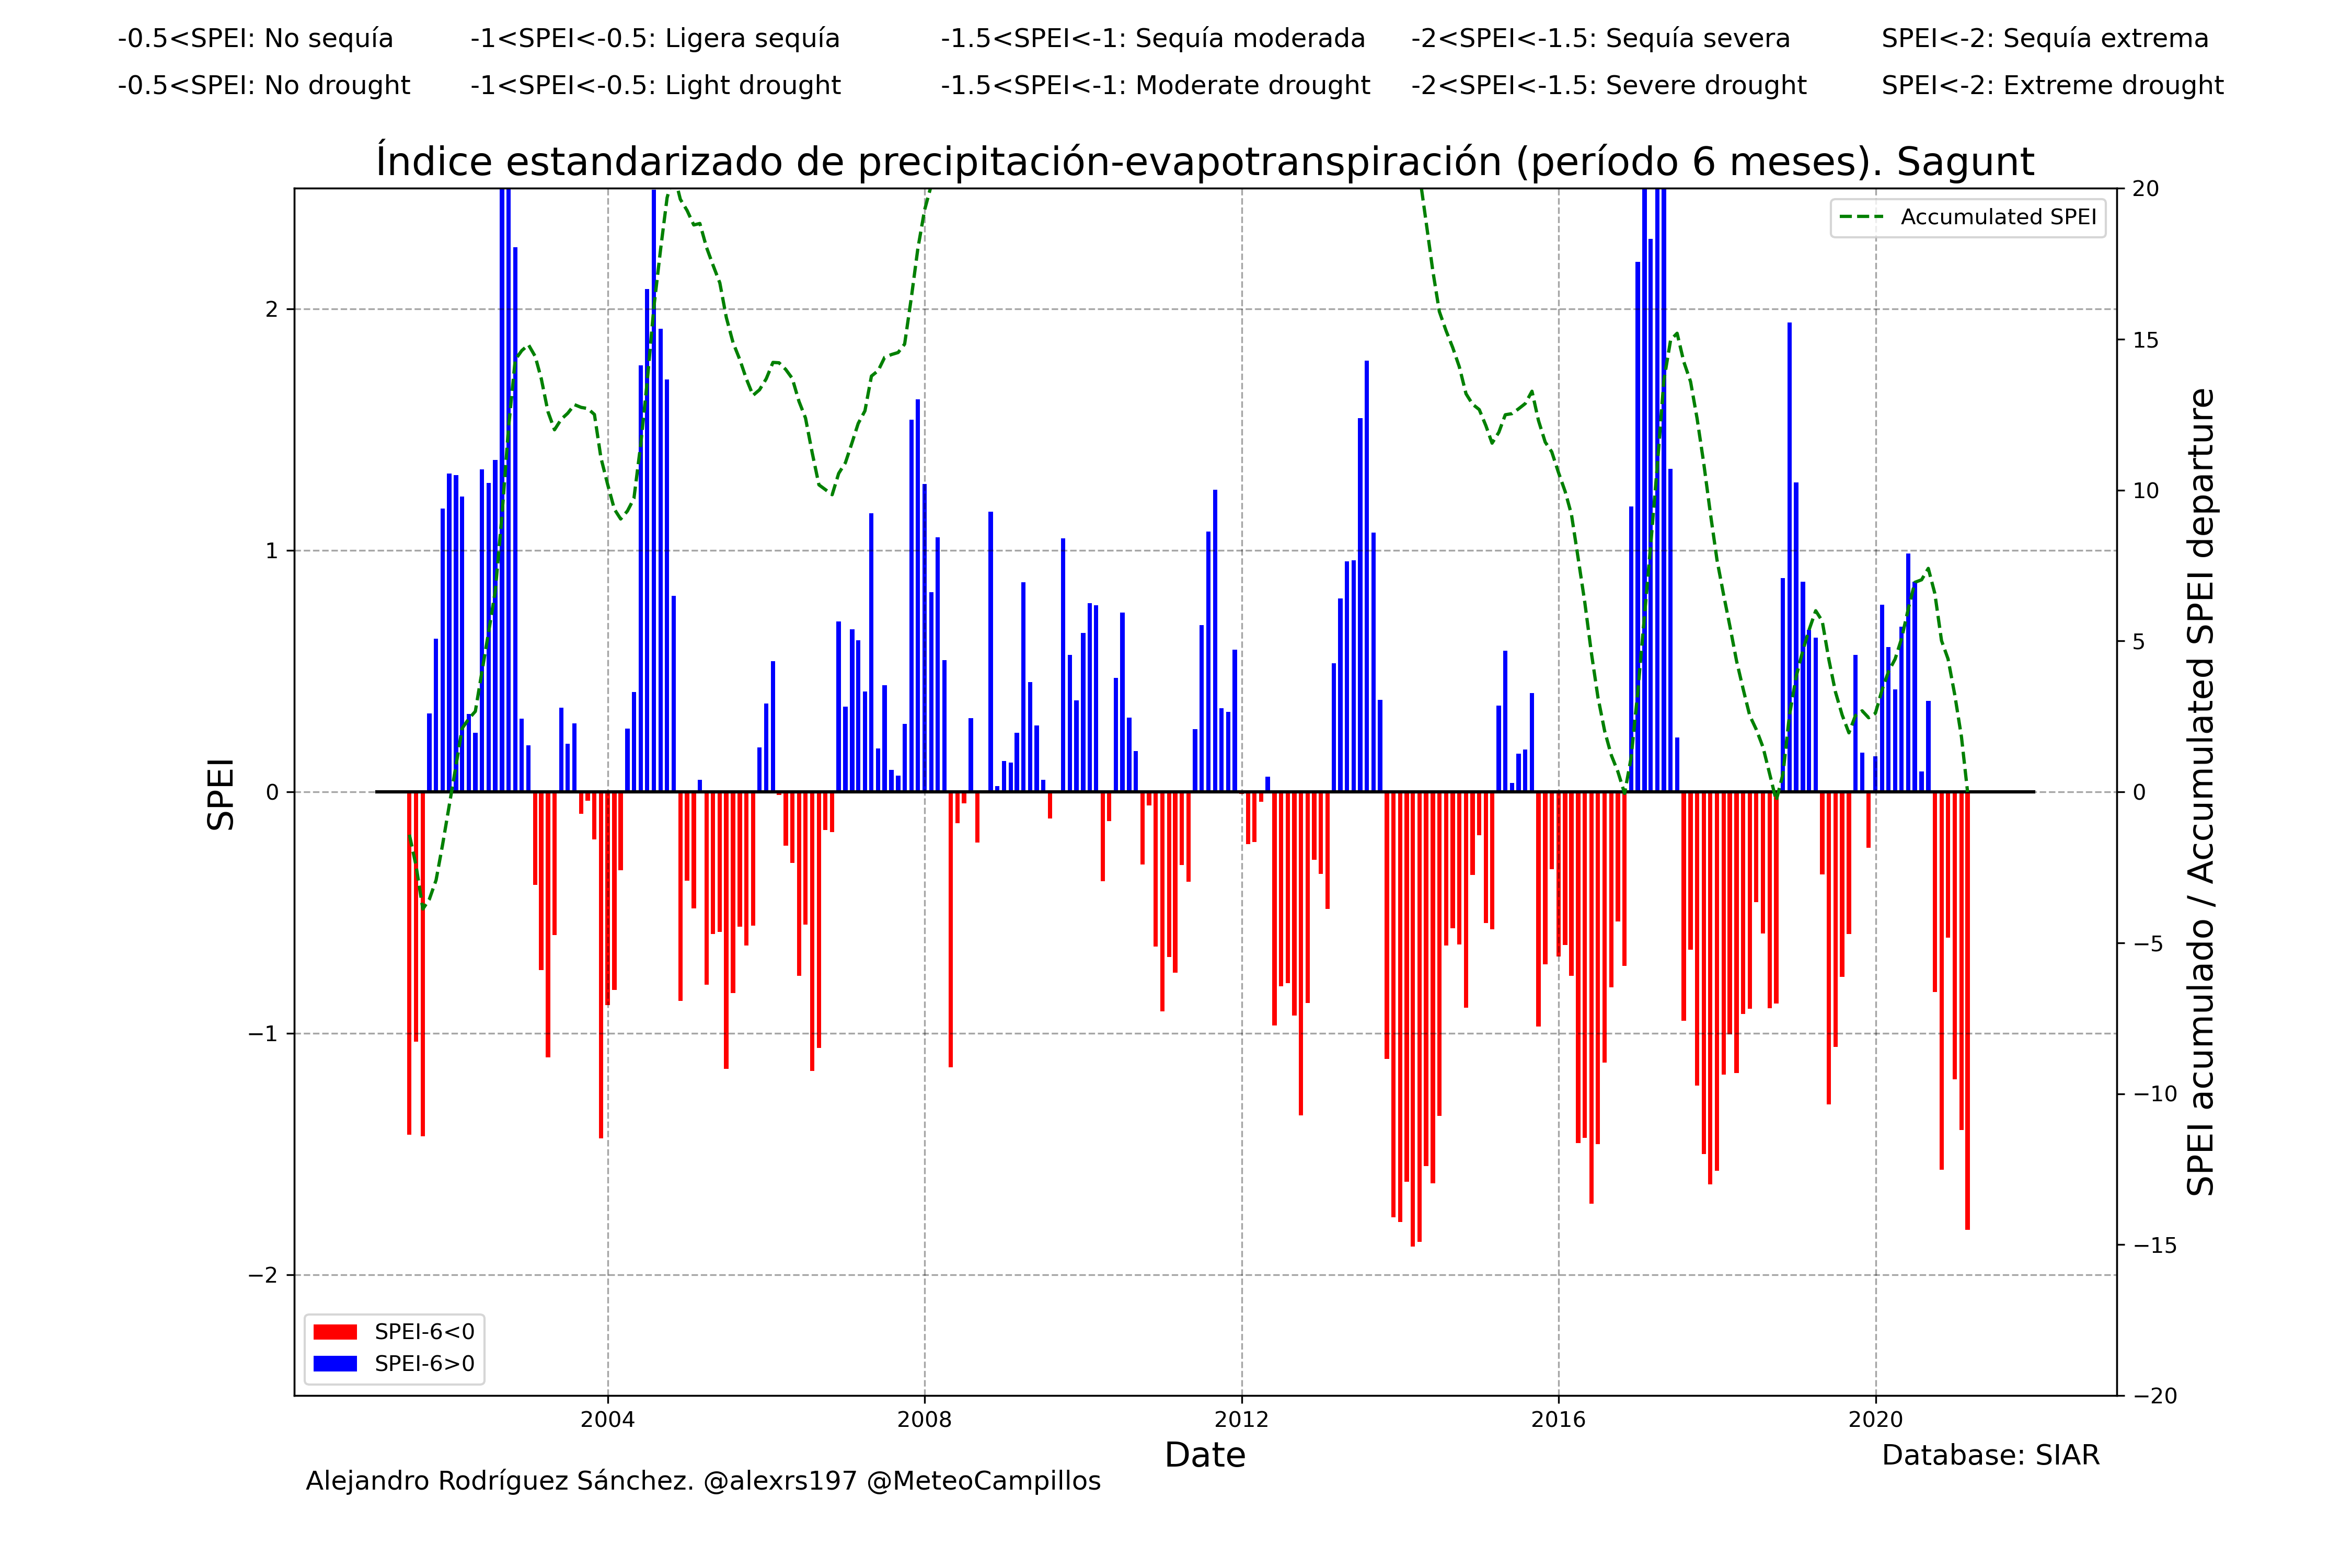 -0.5<SPEI: No sequía
-1<SPEI<-0.5: Ligera sequía
-1.5<SPEI<-1: Sequía moderada
-2<SPEI<-1.5: Sequía severa
SPEI<-2: Sequía extrema
-0.5<SPEI: No drought
-1<SPEI<-0.5: Light drought
-1.5<SPEI<-1: Moderate drought
-2<SPEI<-1.5: Severe drought
SPEI<-2: Extreme drought
Índice estandarizado de precipitación-evapotranspiración (período 6 meses). Sagunt
Accumulated SPEI
SPEI
2
1
0
−1
−2
20
15
10
5
0
−5
−10
−15
−20
SPEI acumulado / Accumulated SPEI departure
SPEI-6<0
SPEI-6>0
2004
2008
2012
2016
2020
Date
Database: SIAR
Alejandro Rodríguez Sánchez. @alexrs197 @MeteoCampillos